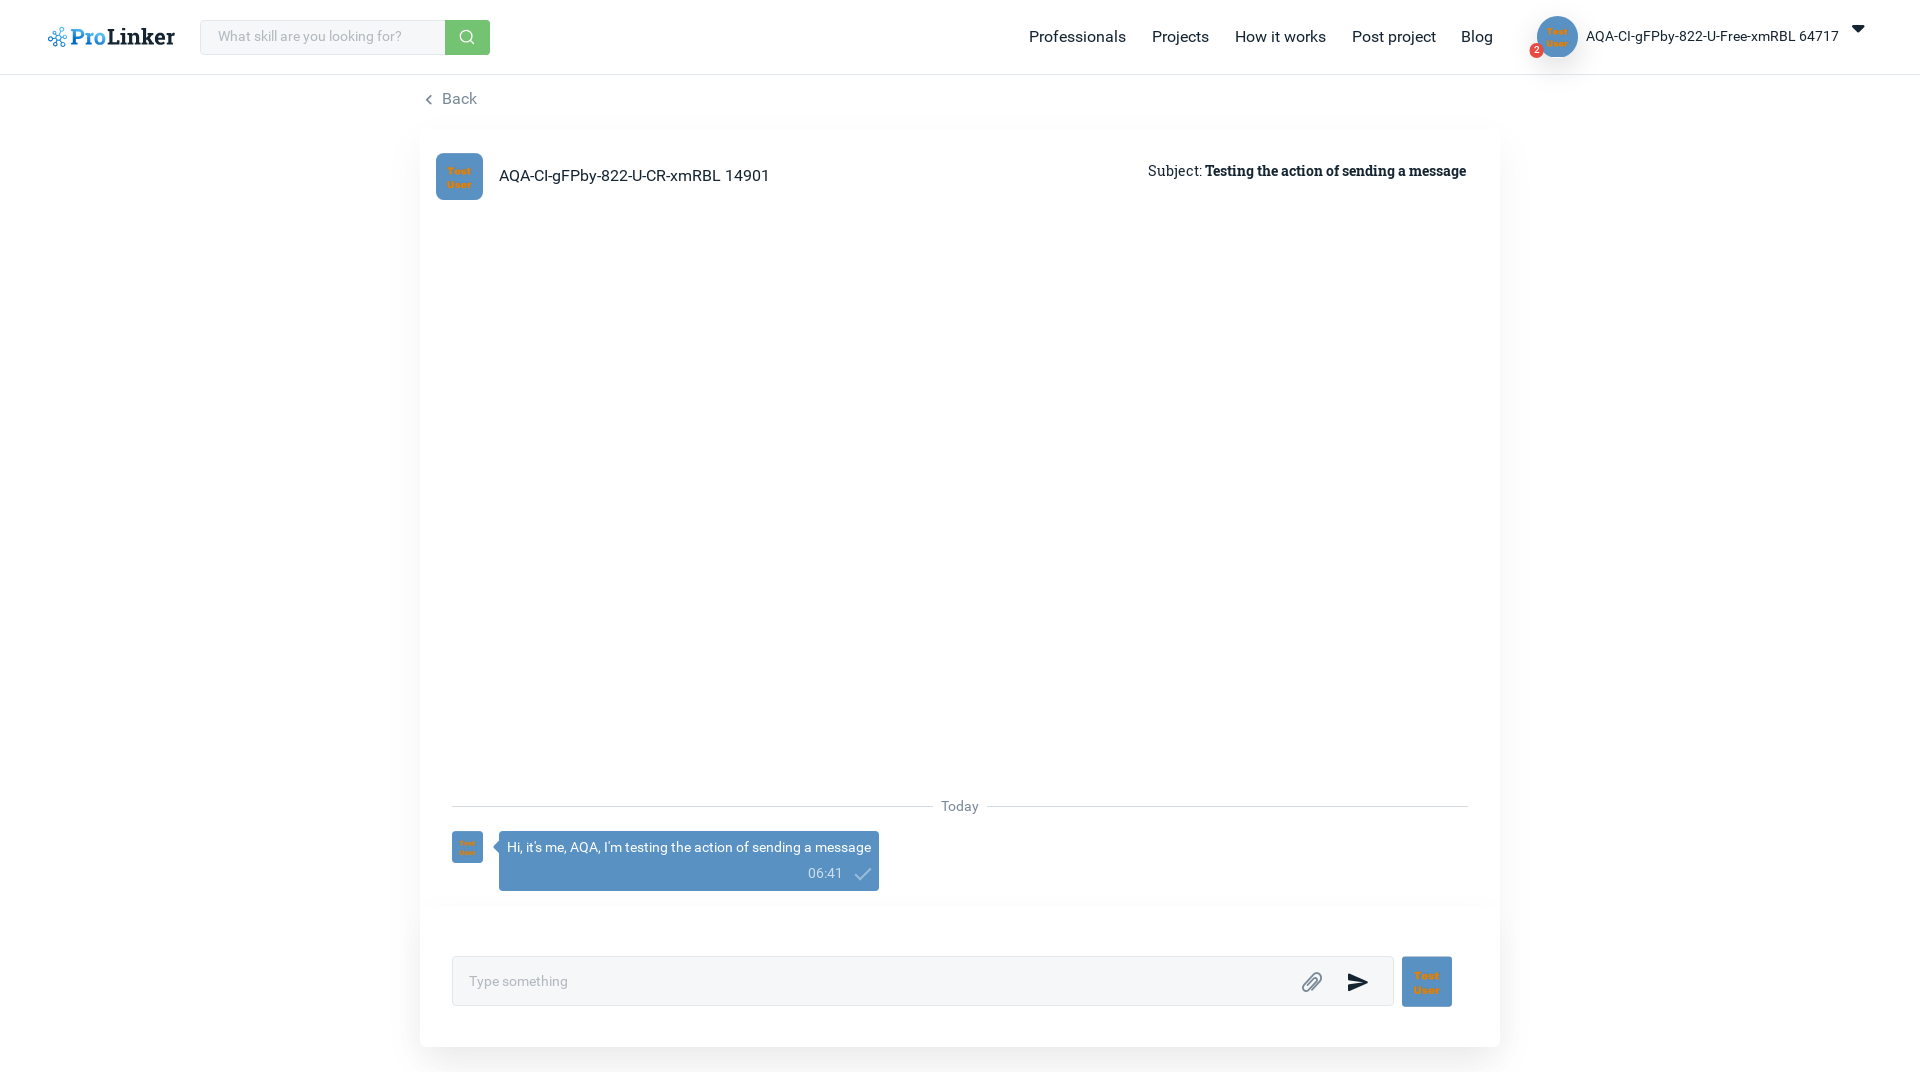 ProLinker
What skill are you looking for?
Professionals
Projects
How it works
Post project
Blog
Test
User
2
AQA-CI-gFPby-822-U-Free-xmRBL 64717
Back
Test
User
AQA-CI-gFPby-822-U-CR-xmRBL 14901
Subject: Testing the action of sending a message
Today
Test
User
Hi, it's me, AQA, I'm testing the action of sending a message
06:41
Type something
Test
User